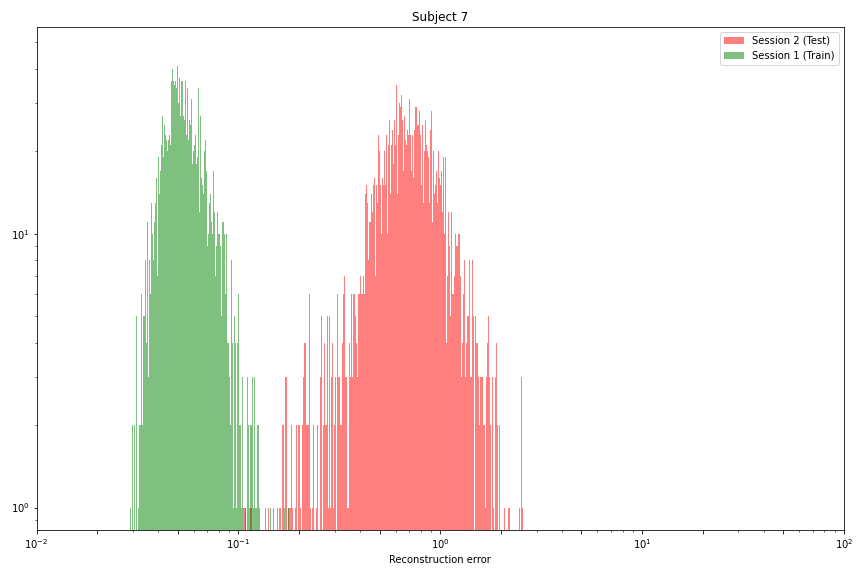 Subject 7
Session 2 (Test)
Session 1 (Train)
10¹
10⁰
10⁻² 10⁻¹ 10⁰ 10¹ 10²
Reconstruction error